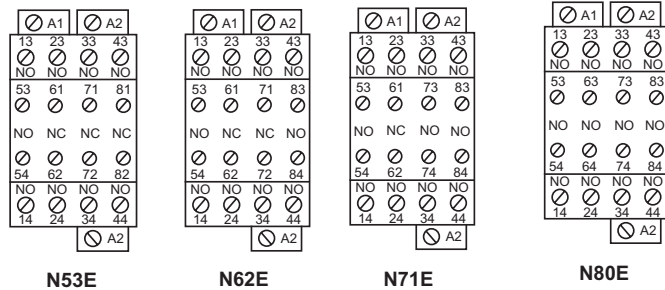 A1 A2
13 23 33 43
NO NO NO NO
53 61 71 81
NO NC NC NC
54 62 72 82
NO NO NO NO
14 24 34 44
A2
N53E
A1 A2
13 23 33 43
NO NO NO NO
53 61 71 83
NO NC NC NO
54 62 72 84
NO NO NO NO
14 24 34 44
A2
N62E
A1 A2
13 23 33 43
NO NO NO NO
53 61 73 83
NO NC NO NO
54 62 74 84
NO NO NO NO
14 24 34 44
A2
N71E
A1 A2
13 23 33 43
NO NO NO NO
53 63 73 83
NO NO NO NO
54 64 74 84
NO NO NO NO
14 24 34 44
A2
N80E